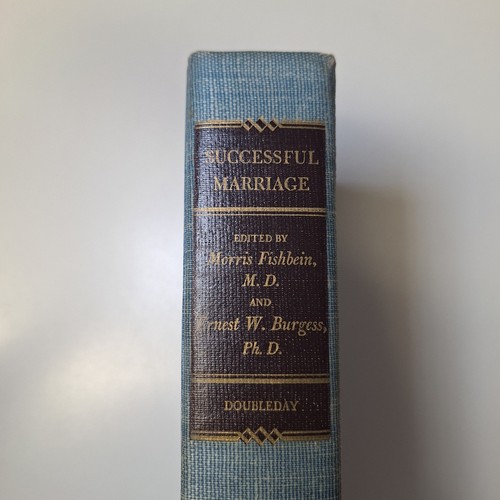 SUCCESSFUL
MARRIAGE
EDITED BY
Morris Fishbein,
M. D.
AND
Ernest W. Burgess,
Ph. D.
DOUBLEDAY